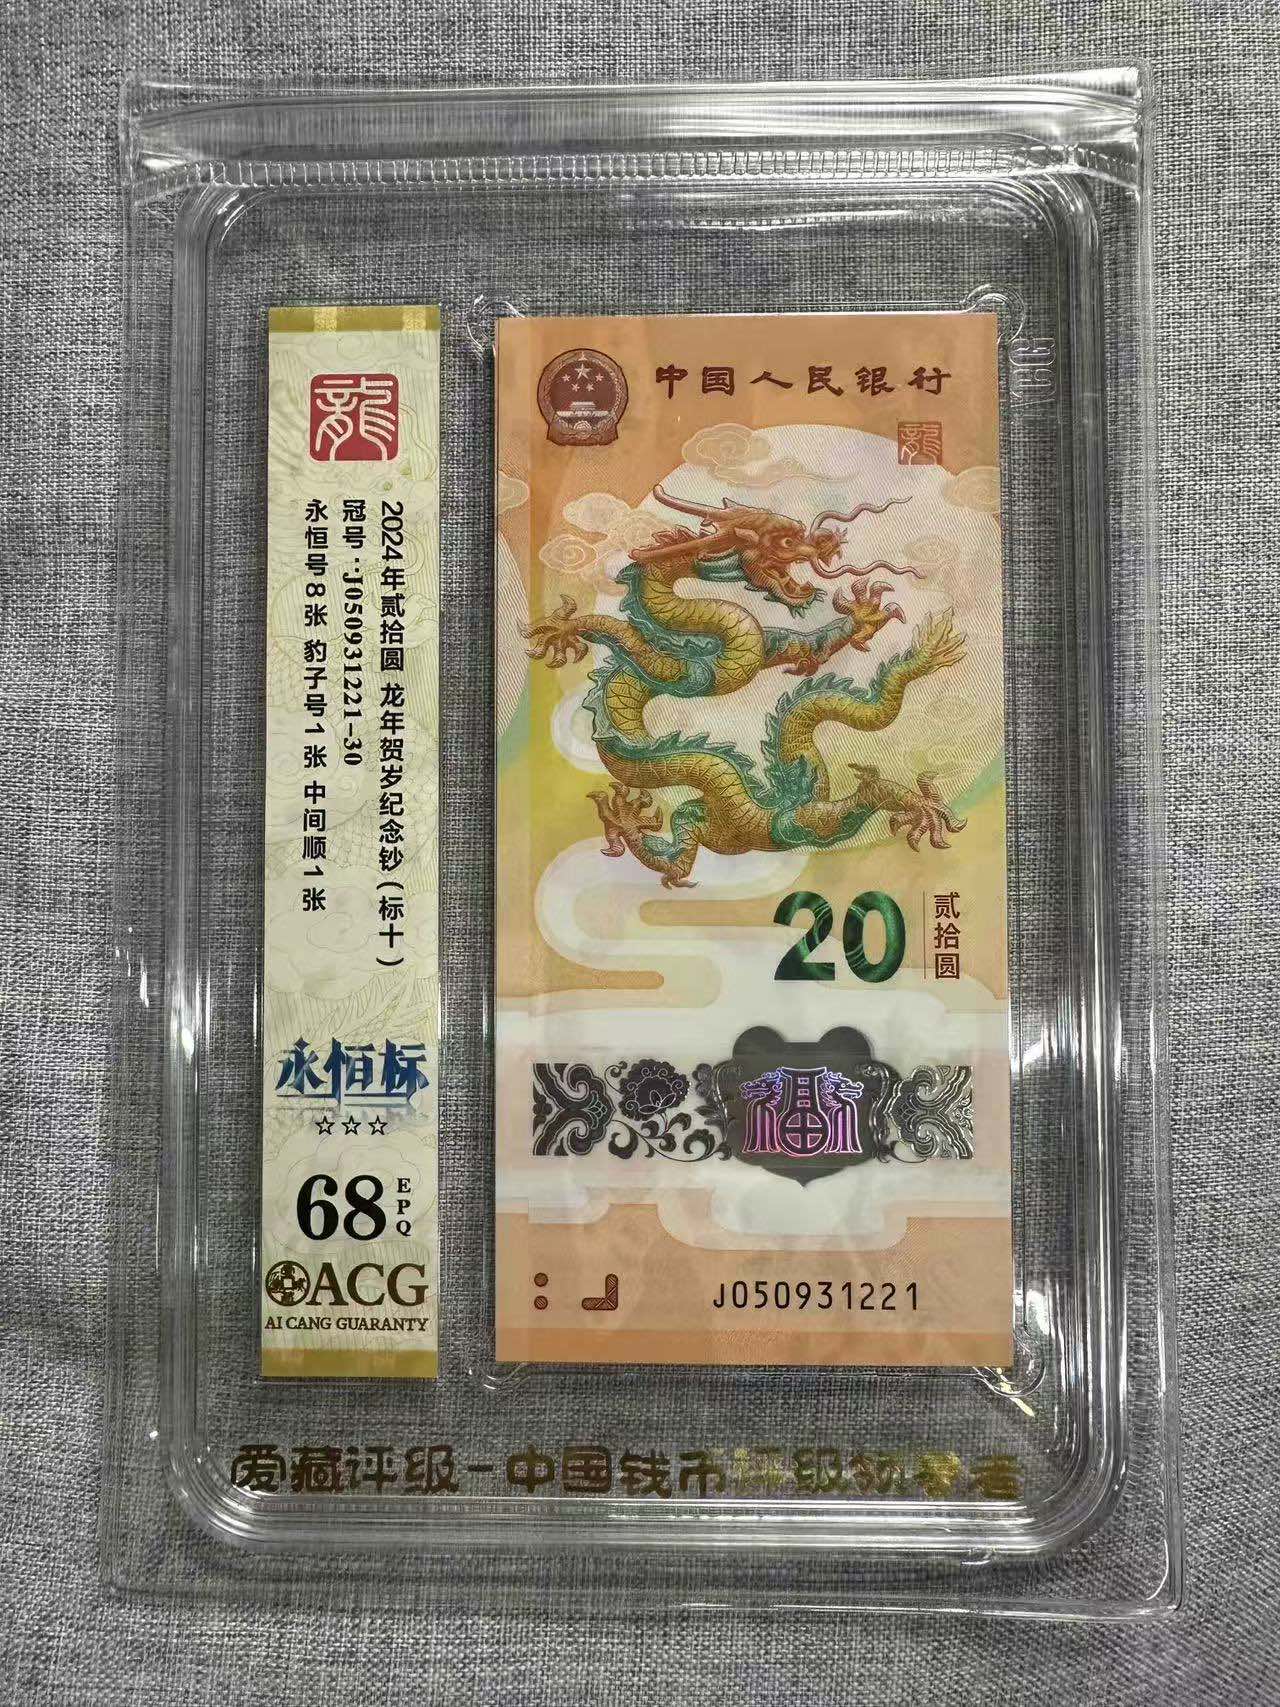 龍
2024年贰拾圆 龙年贺岁纪念钞(标十)
冠号:J050931221-30
永恒号8张 豹子号1张 中间顺1张
永恒标
☆☆☆
68 EPQ
ACG
AI CANG GUARANTY
中国人民银行
龍
20 贰拾圆
福
J050931221
爱藏评级-中国钱币评级领导者